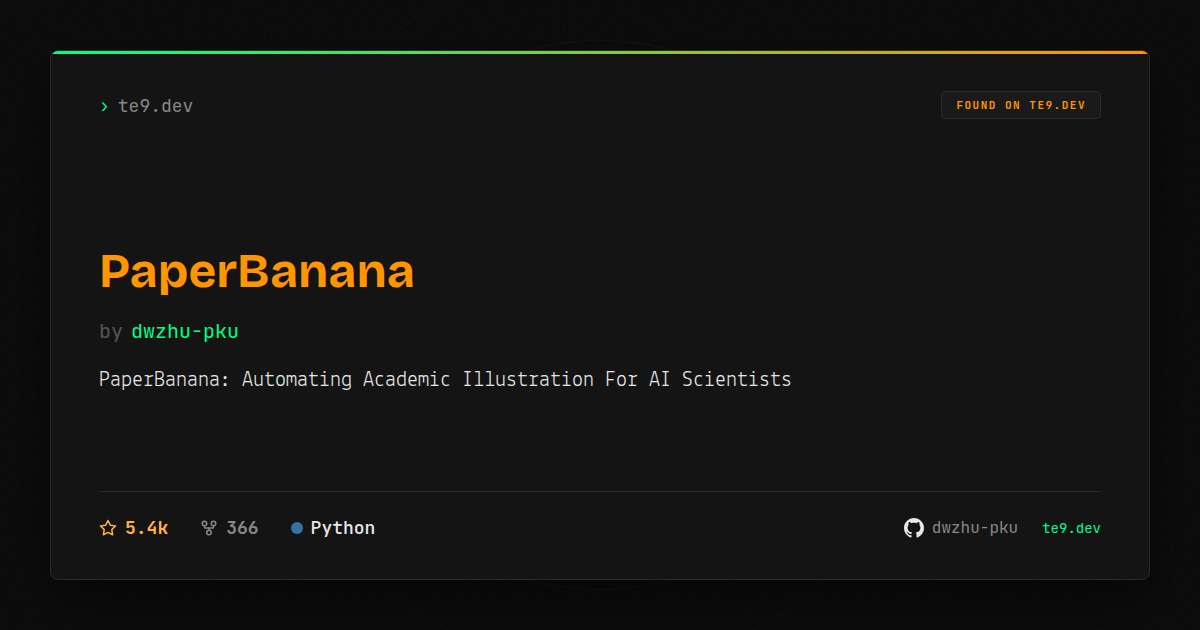 › te9.dev
FOUND ON TE9.DEV
PaperBanana
by dwzhu-pku
PaperBanana: Automating Academic Illustration For AI Scientists
5.4k 366 Python
dwzhu-pku te9.dev